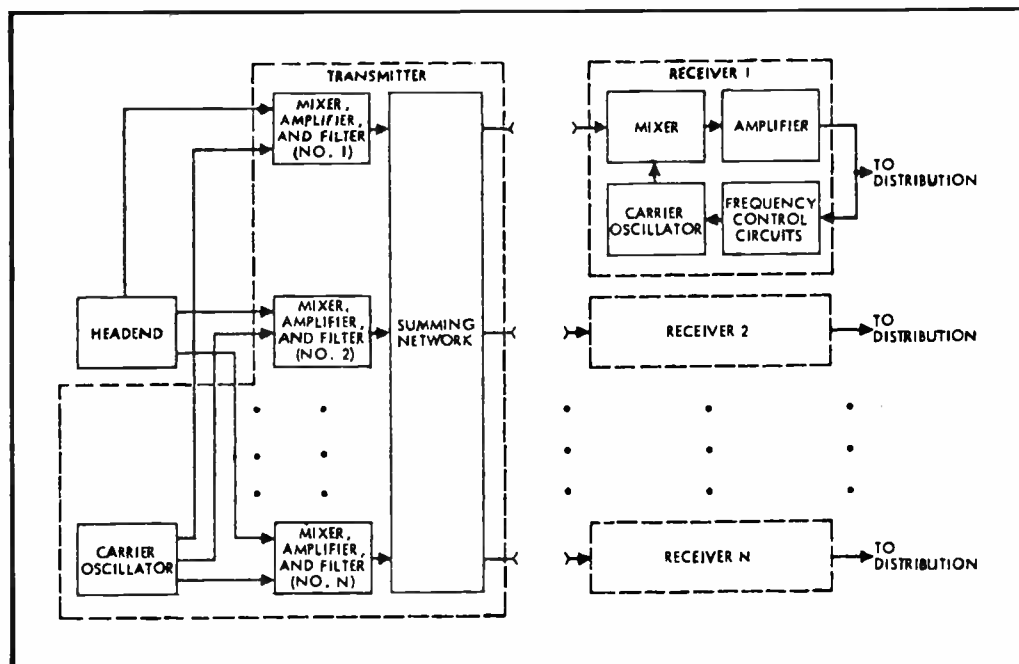 TRANSMITTER
MIXER,
AMPLIFIER,
AND FILTER
(NO. 1)
RECEIVER 1
MIXER
AMPLIFIER
TO
DISTRIBUTION
CARRIER
OSCILLATOR
FREQUENCY
CONTROL
CIRCUITS
HEADEND
MIXER,
AMPLIFIER,
AND FILTER
(NO. 2)
SUMMING
NETWORK
RECEIVER 2
TO
DISTRIBUTION
CARRIER
OSCILLATOR
MIXER,
AMPLIFIER,
AND FILTER
(NO. N)
RECEIVER N
TO
DISTRIBUTION